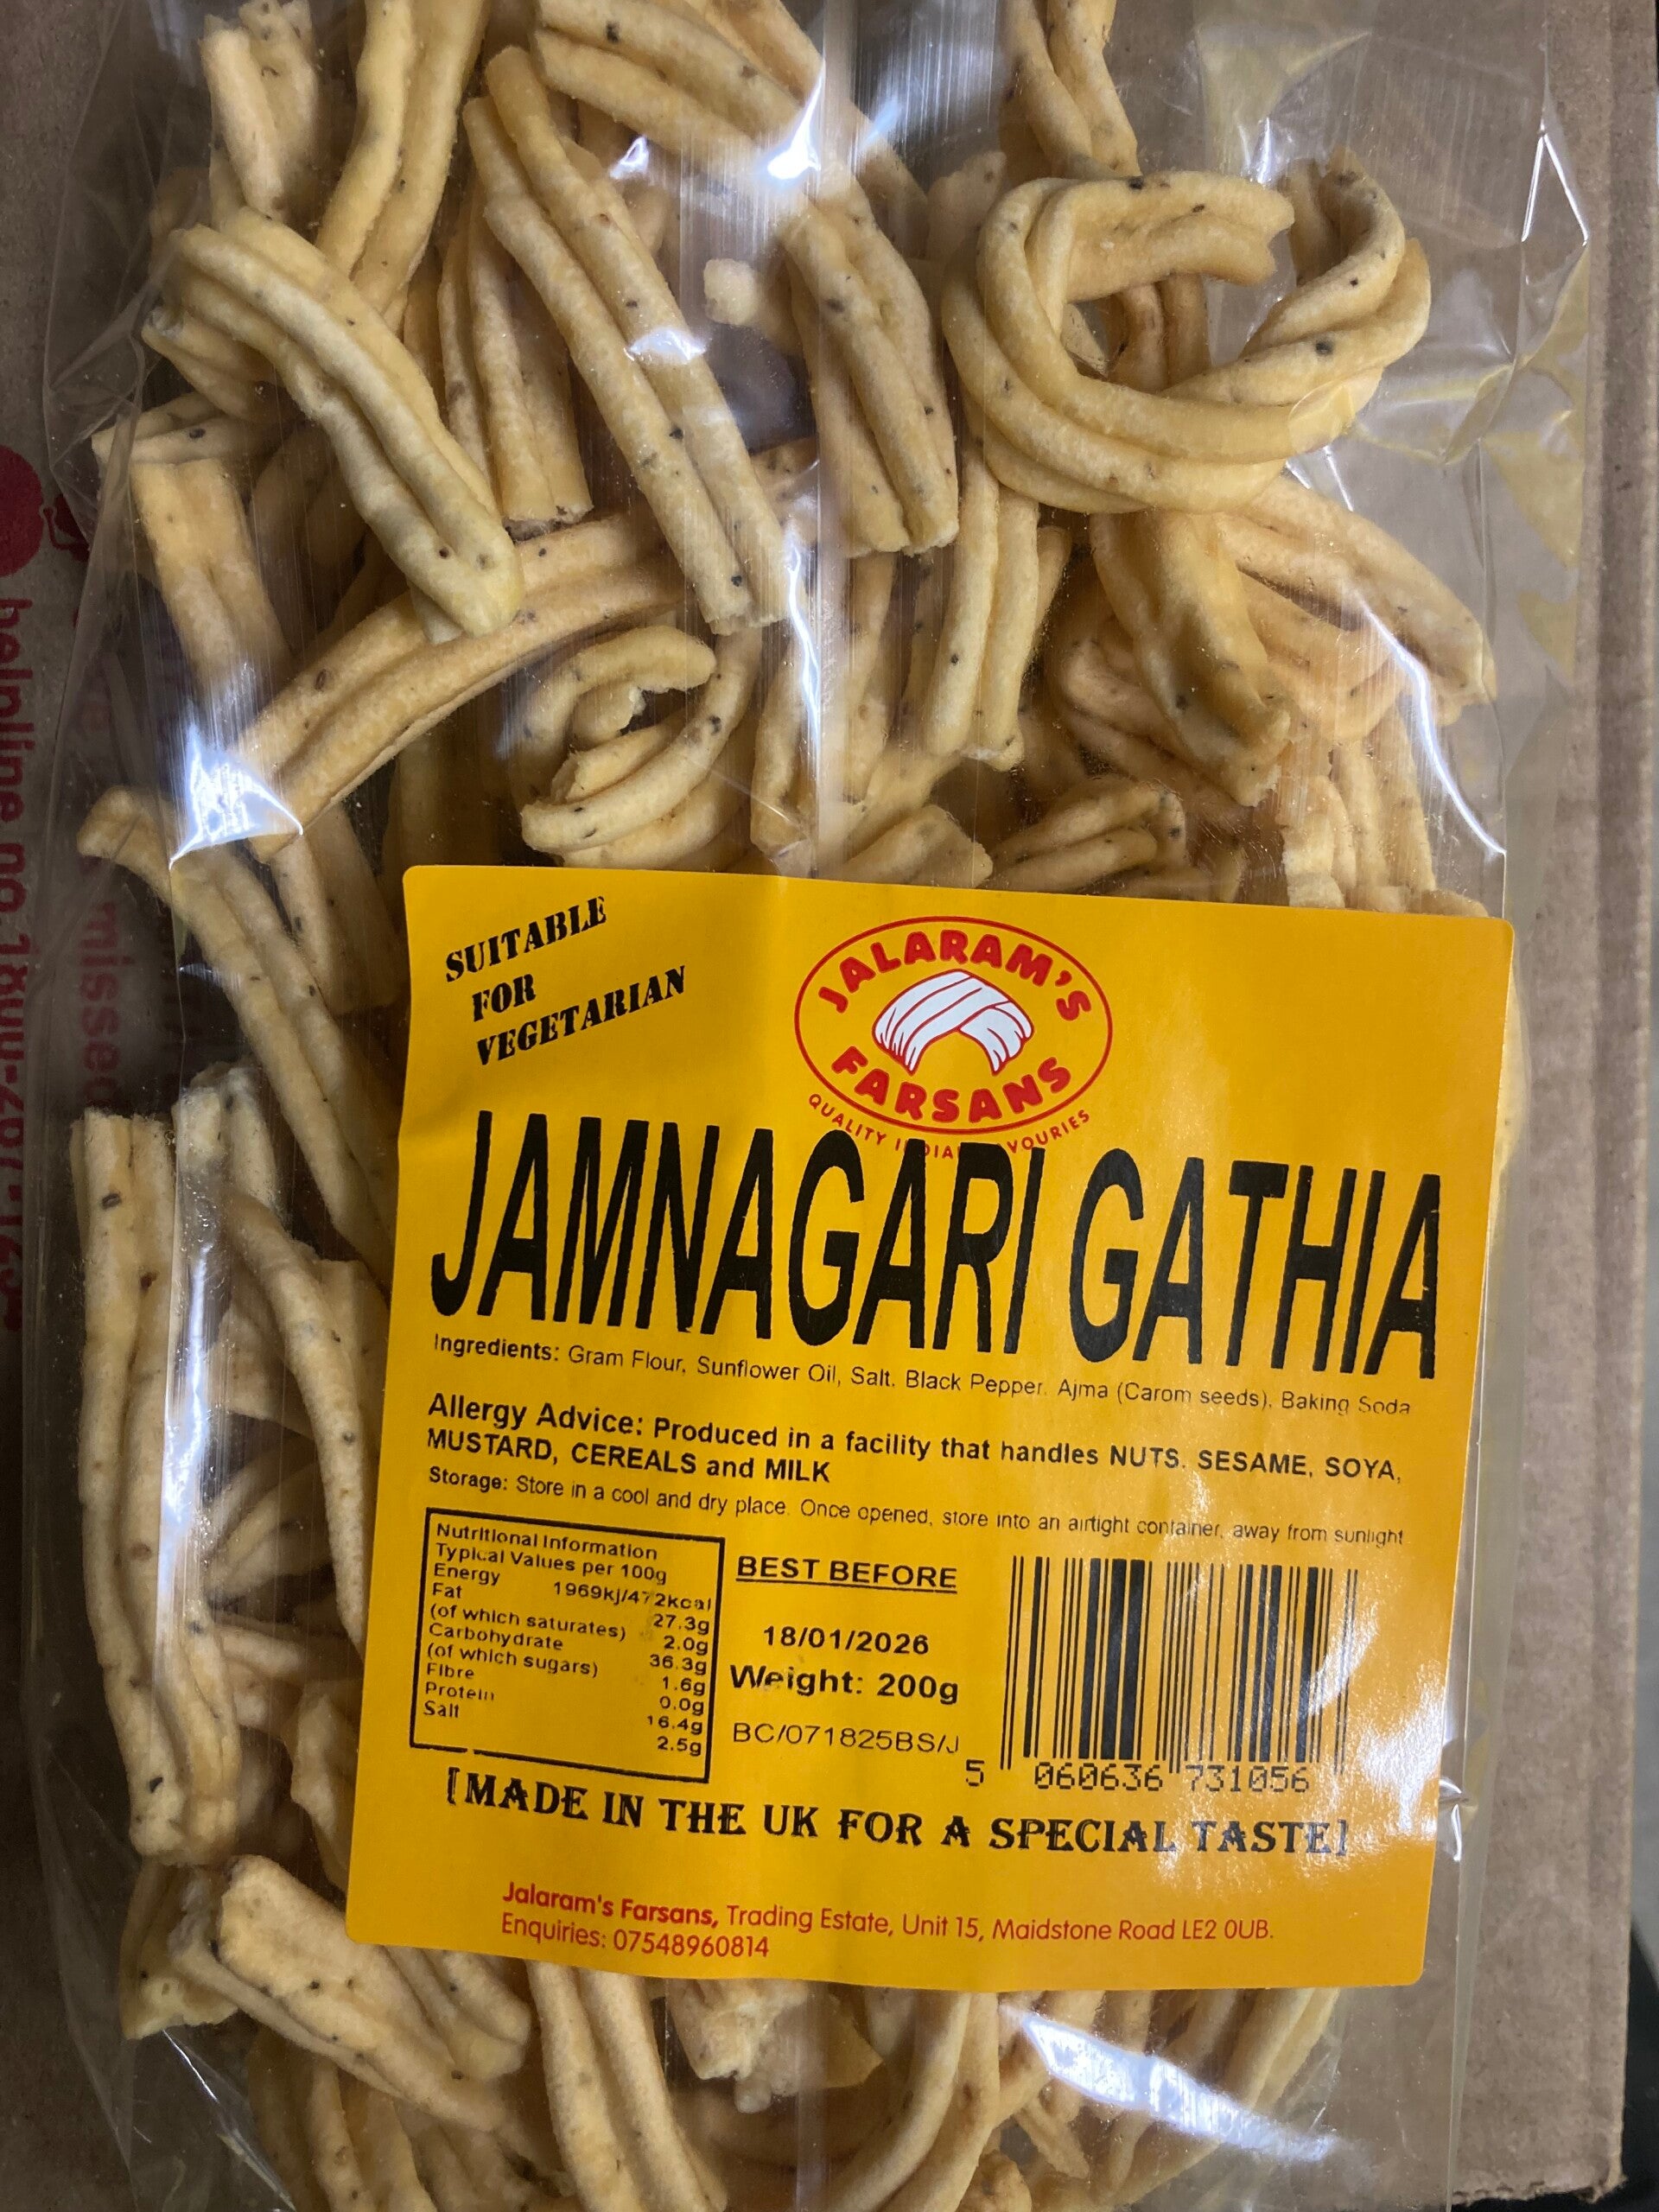 SUITABLE
FOR
VEGETARIAN
JALARAM'S
FARSANS
QUALITY
JAMNAGARI GATHIA
Ingredients: Gram Flour, Sunflower Oil, Salt, Black Pepper, Ajma (Carom seeds), Baking Soda
Allergy Advice: Produced in a facility that handles NUTS, SESAME, SOYA,
MUSTARD, CEREALS and MILK
Storage: Store in a cool and dry place. Once opened, store into an airtight container, away from sunlight
Nutritional Information
Typical Values per 100g
Energy 1969kj/472kcal
Fat 27.3g
(of which saturates) 2.0g
Carbohydrate 36.3g
(of which sugars) 1.6g
Fibre 0.0g
Protein 16.4g
Salt 2.5g
BEST BEFORE
18/01/2026
Weight: 200g
BC/071825BS/J
5 060636 731056
[MADE IN THE UK FOR A SPECIAL TASTE]
Jalaram's Farsans, Trading Estate, Unit 15, Maidstone Road LE2 0UB.
Enquiries: 07548960814
helpline no